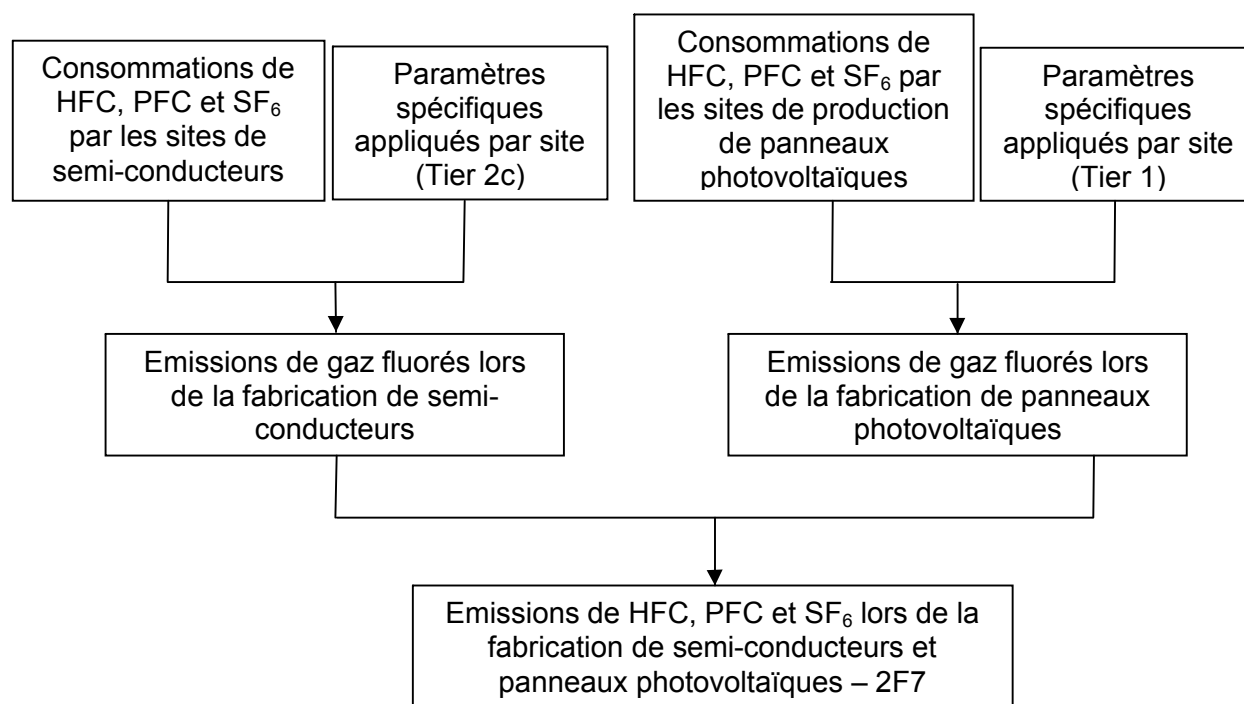 Consommations de
HFC, PFC et SF₆
par les sites de
semi-conducteurs
Paramètres
spécifiques
appliqués par site
(Tier 2c)
Consommations de
HFC, PFC et SF₆ par
les sites de production
de panneaux
photovoltaïques
Paramètres
spécifiques
appliqués par site
(Tier 1)
Emissions de gaz fluorés lors
de la fabrication de semi-
conducteurs
Emissions de gaz fluorés lors
de la fabrication de panneaux
photovoltaïques
Emissions de HFC, PFC et SF₆ lors de la
fabrication de semi-conducteurs et
panneaux photovoltaïques – 2F7